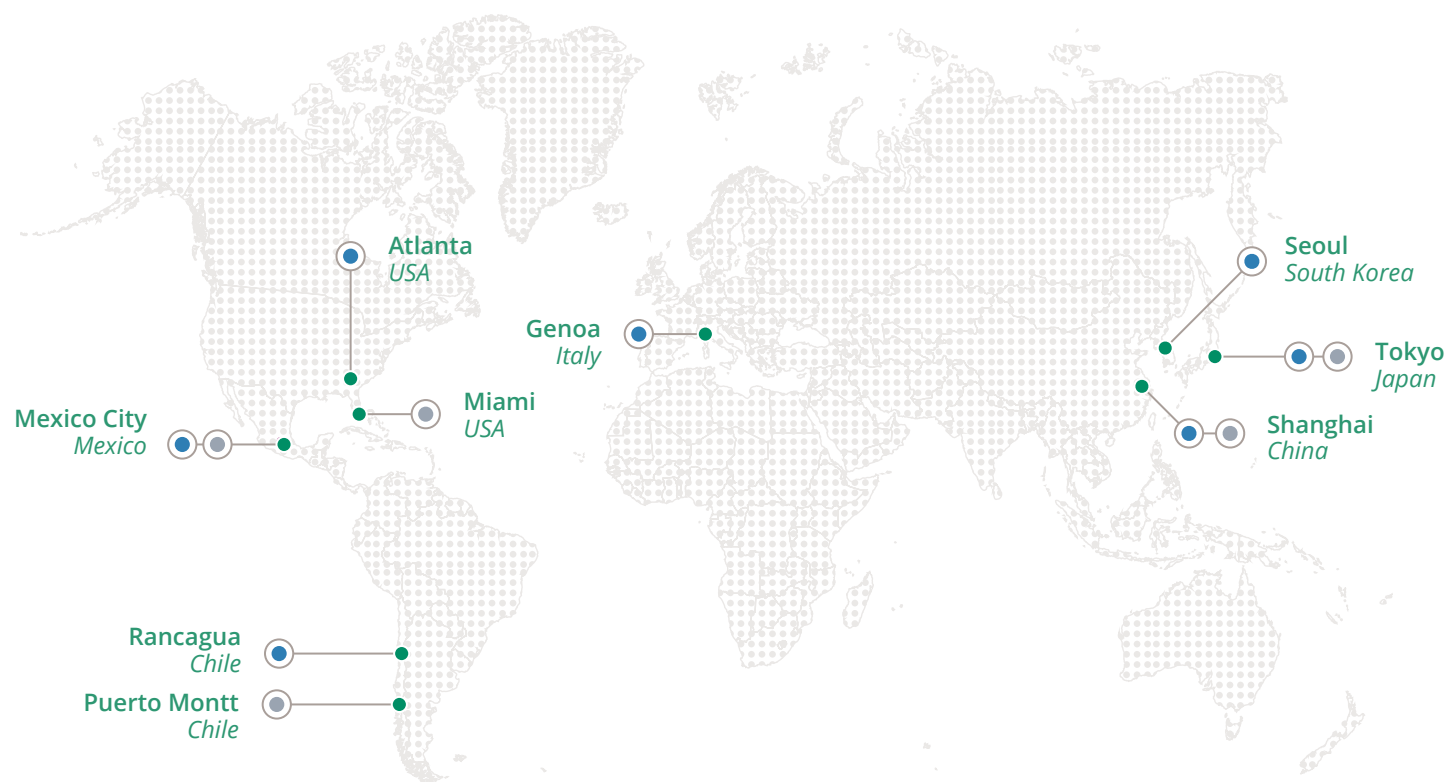 Atlanta
USA
Seoul
South Korea
Genoa
Italy
Tokyo
Japan
Miami
USA
Mexico City
Mexico
Shanghai
China
Rancagua
Chile
Puerto Montt
Chile